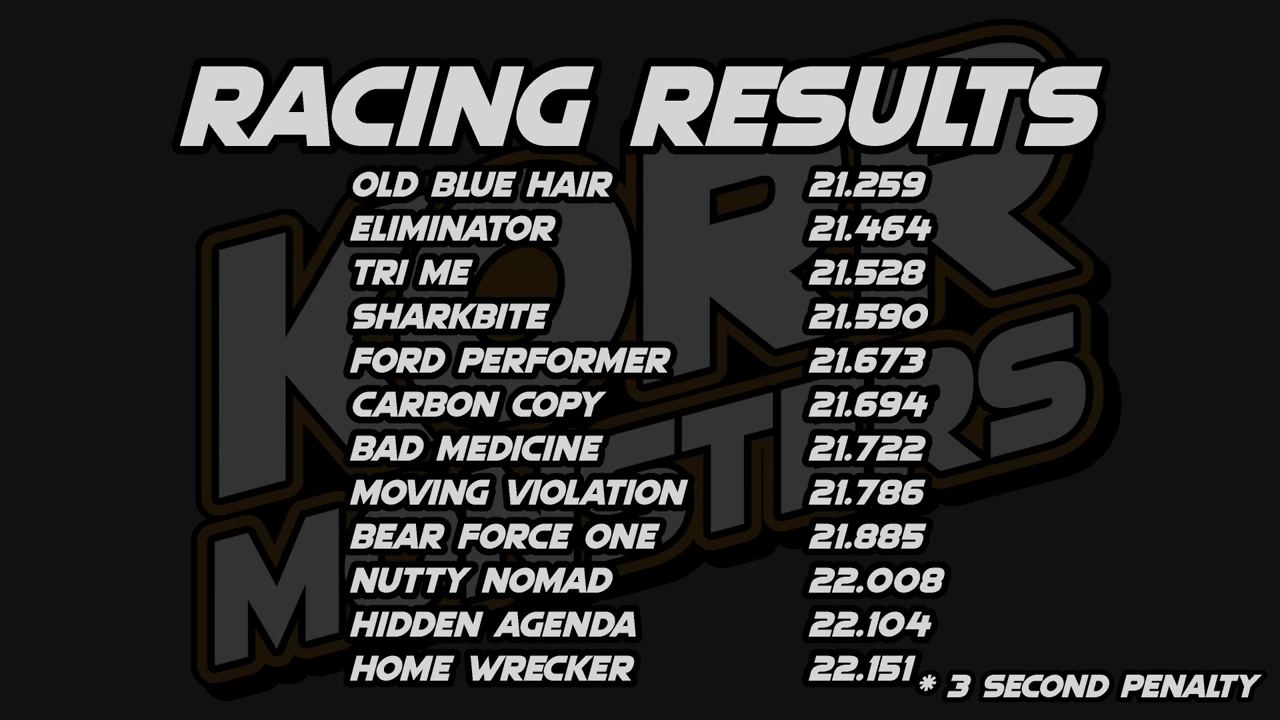 RACING RESULTS
OLD BLUE HAIR 21.259
ELIMINATOR 21.464
TRI ME 21.528
SHARKBITE 21.590
FORD PERFORMER 21.673
CARBON COPY 21.694
BAD MEDICINE 21.722
MOVING VIOLATION 21.786
BEAR FORCE ONE 21.885
NUTTY NOMAD 22.008
HIDDEN AGENDA 22.104
HOME WRECKER 22.151
* 3 SECOND PENALTY
KORR
MONSTERS